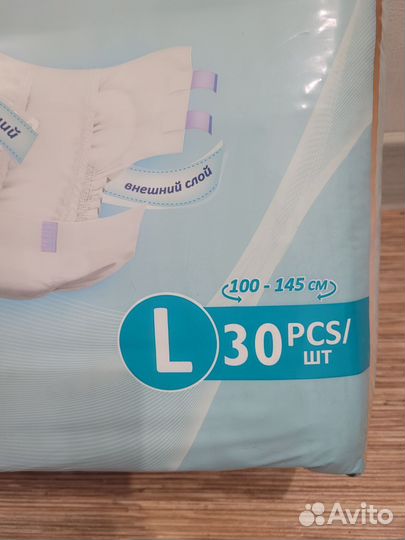 внешний слой
100 - 145 см
L 30 PCS/
шт
Avito